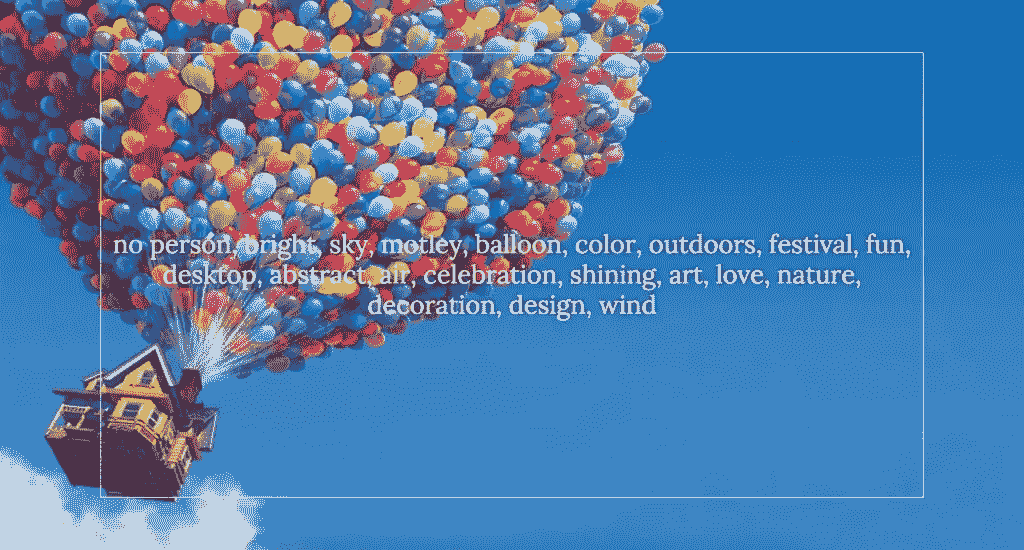 no person, bright, sky, motley, balloon, color, outdoors, festival, fun,
desktop, abstract, air, celebration, shining, art, love, nature,
decoration, design, wind